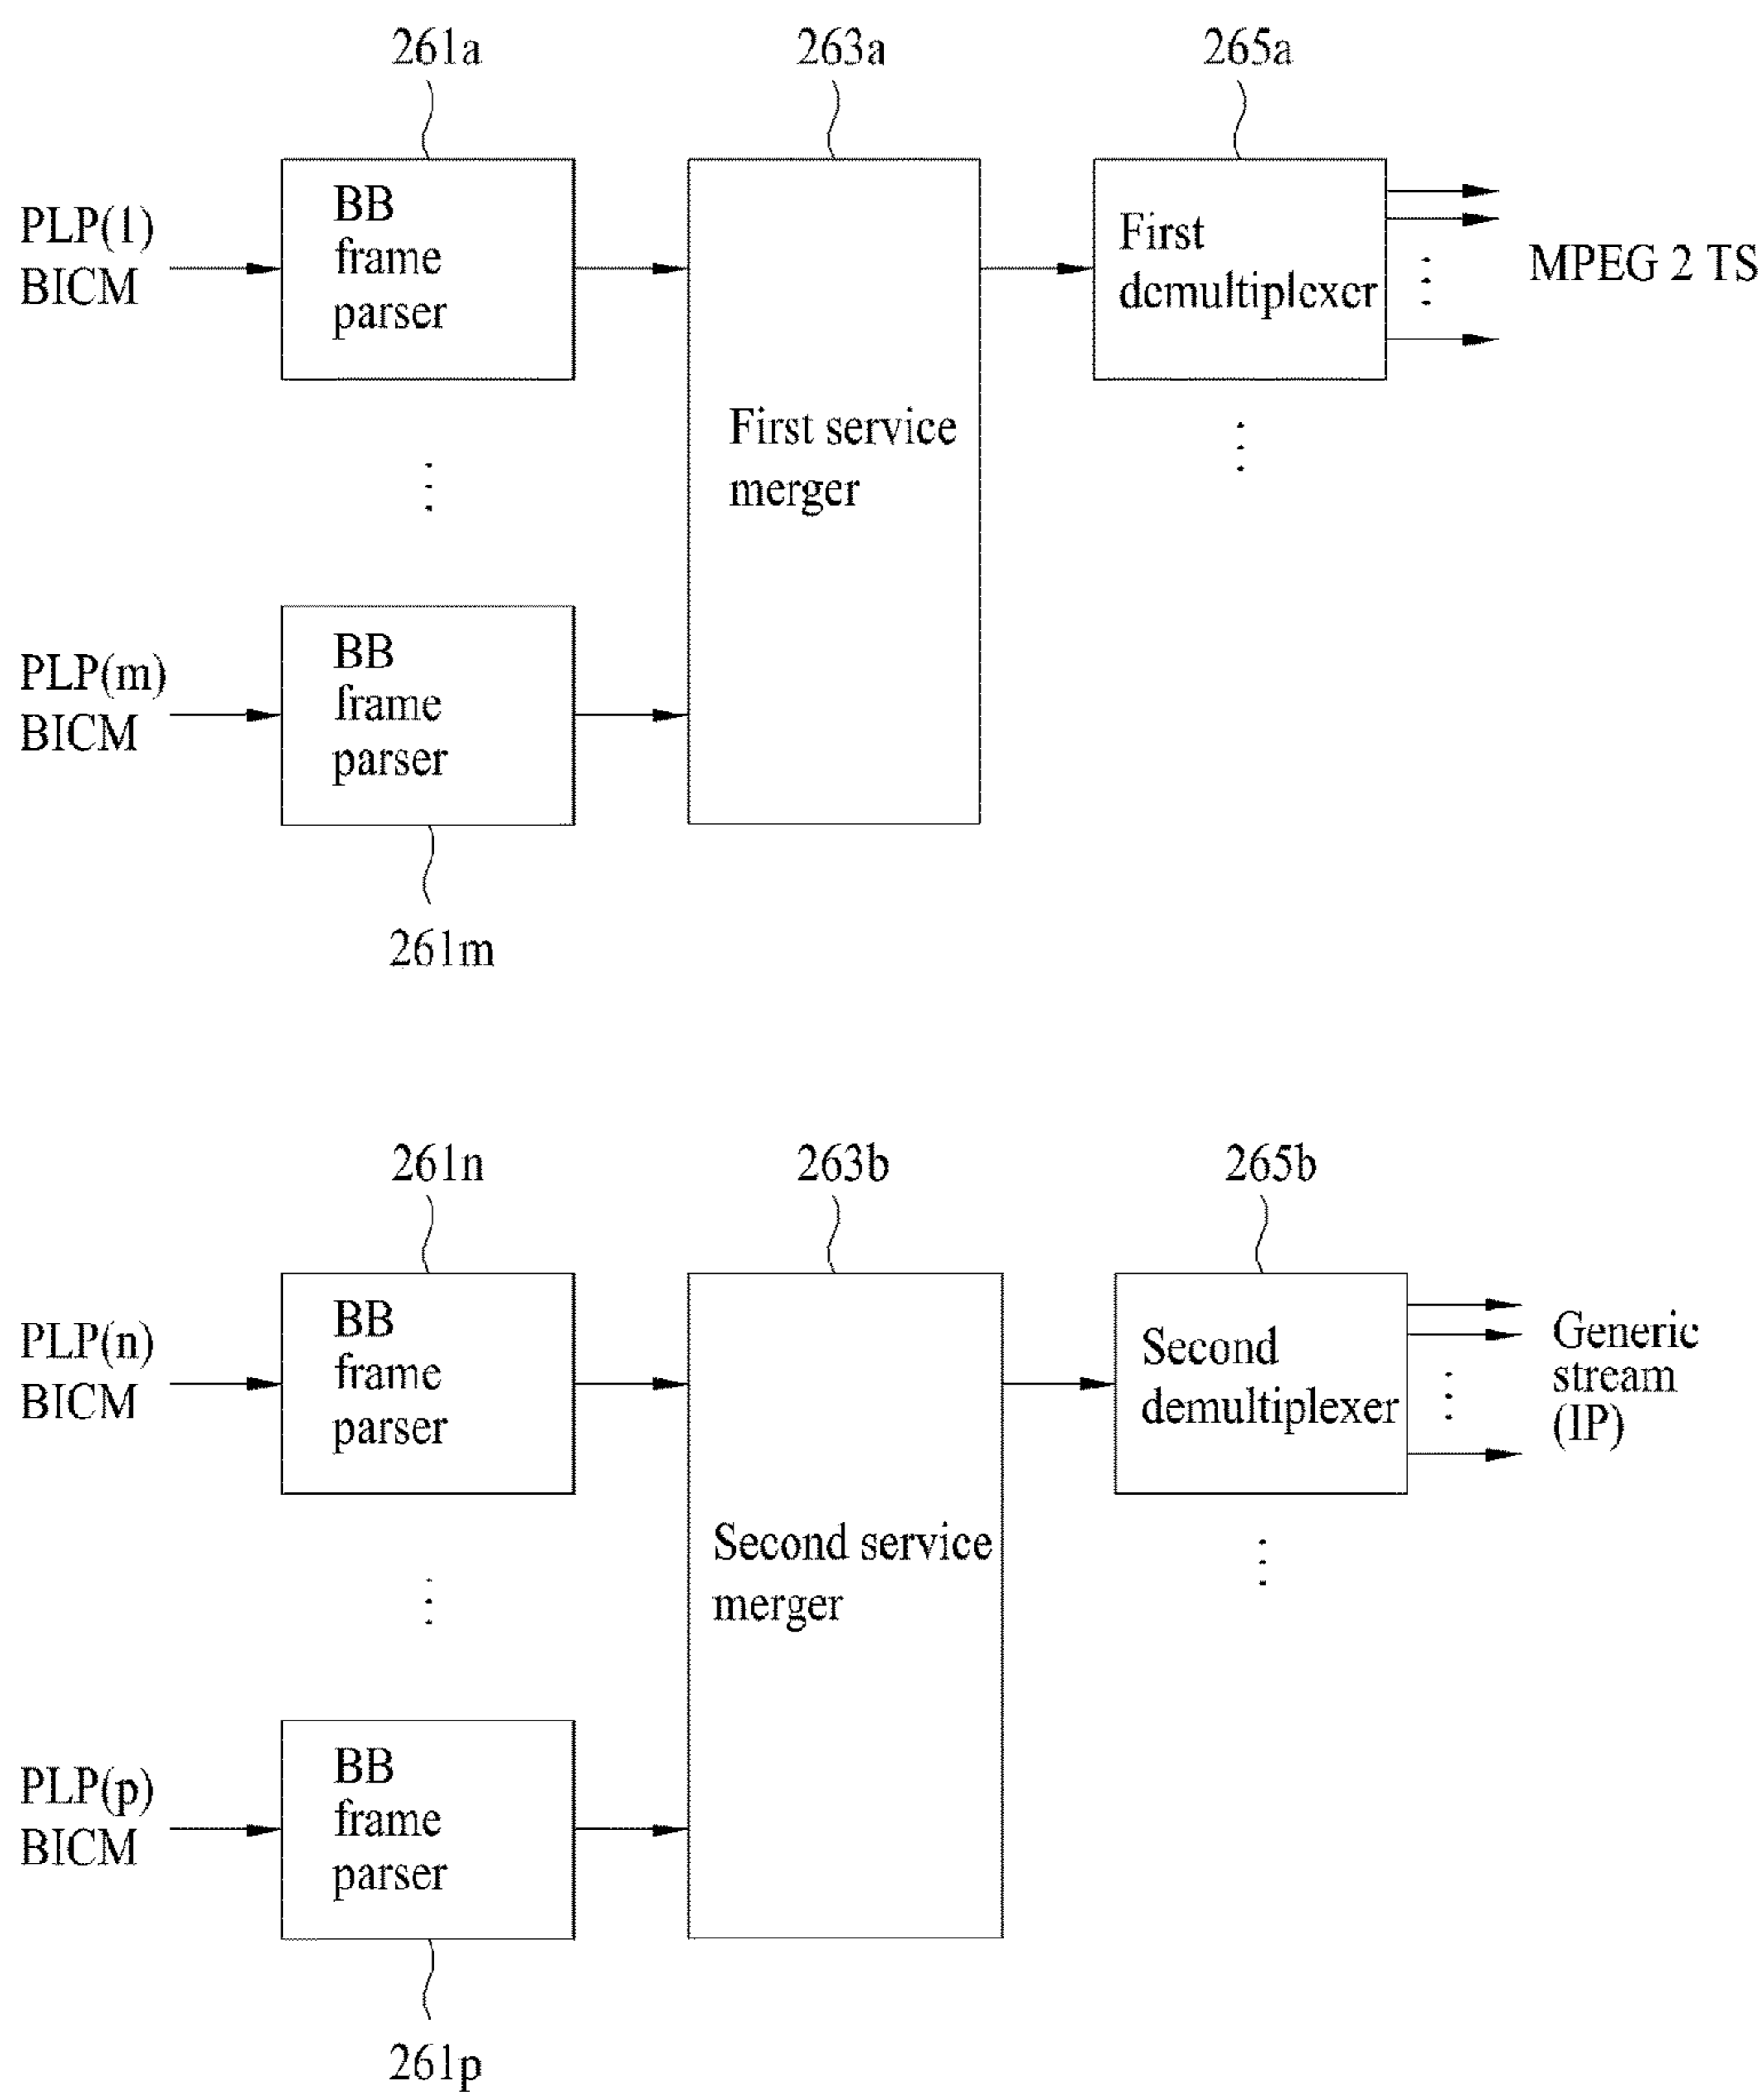 261a
263a
265a
PLP(1)
BICM
BB
frame
parser
First service
merger
First
demultiplexer
MPEG 2 TS
PLP(m)
BICM
BB
frame
parser
261m
261n
263b
265b
PLP(n)
BICM
BB
frame
parser
Second service
merger
Second
demultiplexer
Generic
stream
(IP)
PLP(p)
BICM
BB
frame
parser
261p